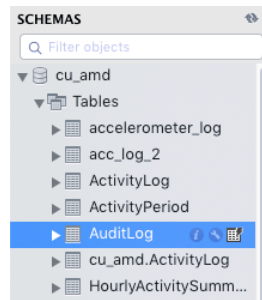 SCHEMAS
Filter objects
cu_amd
Tables
accelerometer_log
acc_log_2
ActivityLog
ActivityPeriod
AuditLog
cu_amd.ActivityLog
HourlyActivitySumm...